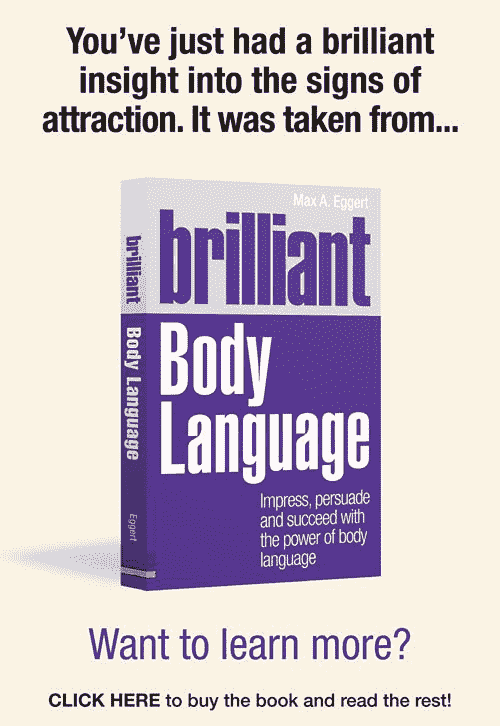 You've just had a brilliant
insight into the signs of
attraction. It was taken from...
Max A. Eggert
brilliant
Body
Language
Impress, persuade
and succeed with
the power of body
language
brilliant Body Language Eggert
Want to learn more?
CLICK HERE to buy the book and read the rest!